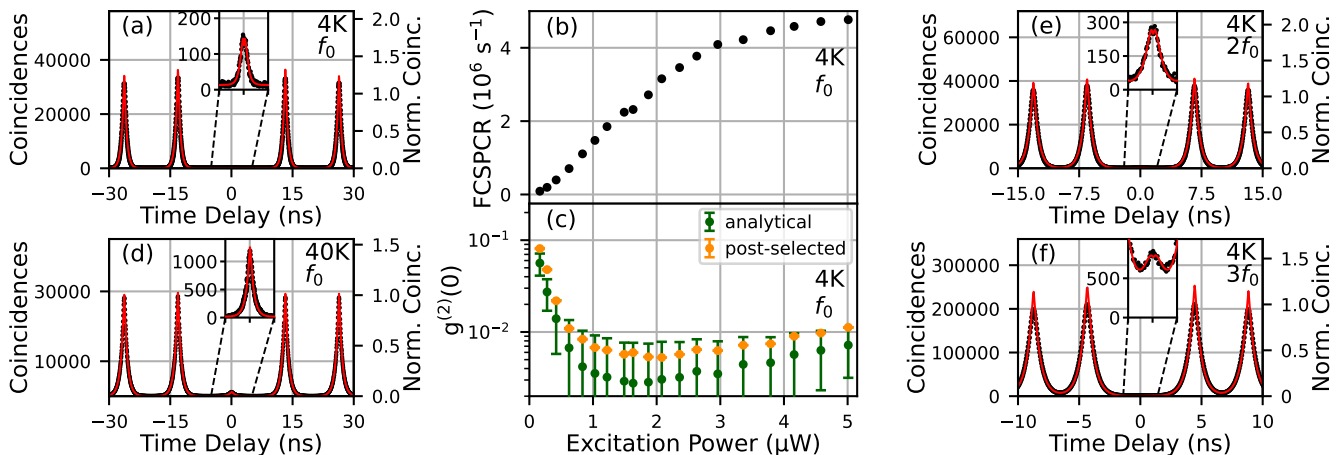 (a)
4K
f₀
Coincidences
40000
20000
0
200
100
0
2.0
1.5
1.0
0.5
0.0
Norm. Coinc.
−30
−15
0
15
30
Time Delay (ns)
(d)
40K
f₀
Coincidences
30000
20000
10000
1000
500
0
1.5
1.0
0.5
0.0
Norm. Coinc.
−30
−15
0
15
30
Time Delay (ns)
(b)
4K
f₀
FCSPCR (10⁶ s⁻¹)
4
2
0
(c)
analytical
post-selected
4K
f₀
g⁽²⁾(0)
10⁻¹
10⁻²
0
1
2
3
4
5
Excitation Power (μW)
(e)
4K
2f₀
Coincidences
60000
40000
20000
0
300
150
0
2.0
1.5
1.0
0.5
0.0
Norm. Coinc.
−15.0
−7.5
0.0
7.5
15.0
Time Delay (ns)
(f)
4K
3f₀
Coincidences
300000
200000
100000
0
500
0
1.5
1.0
0.5
0.0
Norm. Coinc.
−10
−5
0
5
10
Time Delay (ns)